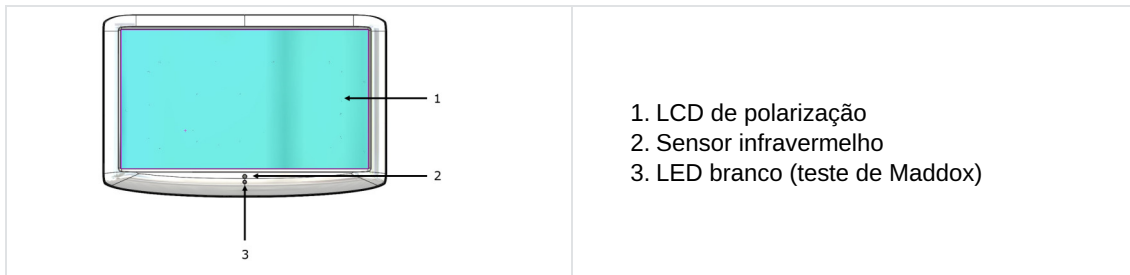 1
2
3
1. LCD de polarização
2. Sensor infravermelho
3. LED branco (teste de Maddox)